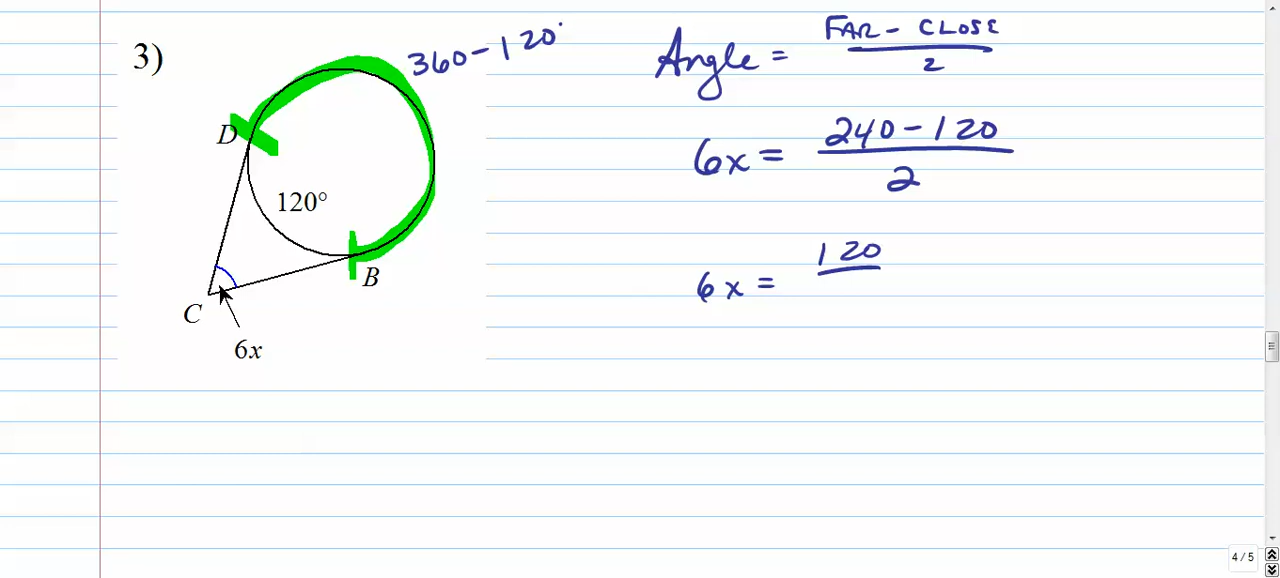 3)
360-120°
D
120°
B
C
6x
Angle = FAR - CLOSE
2
6x = 240-120
2
6x = 120
4 / 5